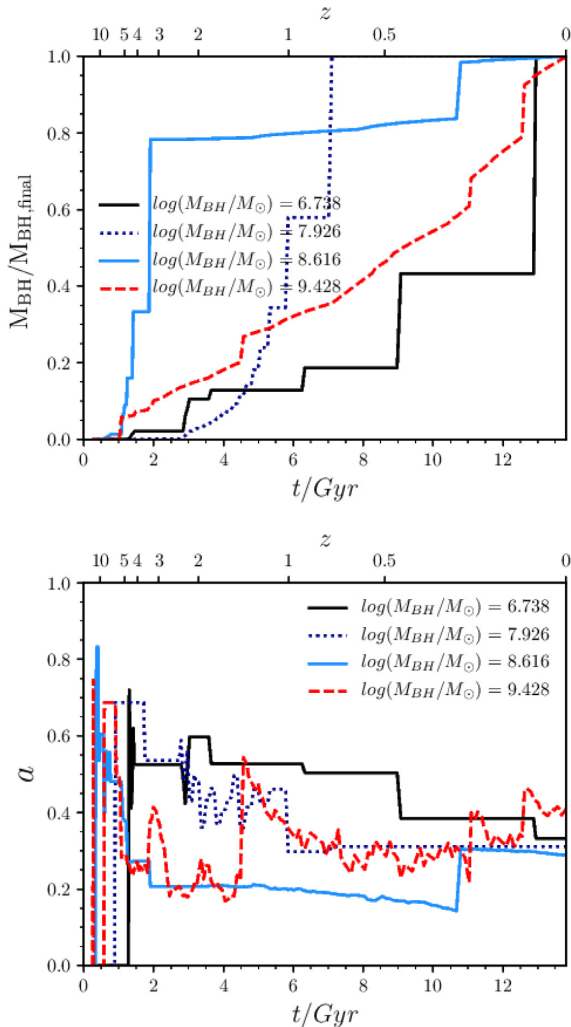 z
10 5 4 3 2 1 0.5 0
1.0
0.8
0.6
0.4
0.2
0.0
M_BH/M_BH,final
log(M_BH/M_⊙) = 6.738
log(M_BH/M_⊙) = 7.926
log(M_BH/M_⊙) = 8.616
log(M_BH/M_⊙) = 9.428
0 2 4 6 8 10 12
t/Gyr
z
10 5 4 3 2 1 0.5 0
1.0
0.8
0.6
0.4
0.2
0.0
a
log(M_BH/M_⊙) = 6.738
log(M_BH/M_⊙) = 7.926
log(M_BH/M_⊙) = 8.616
log(M_BH/M_⊙) = 9.428
0 2 4 6 8 10 12
t/Gyr